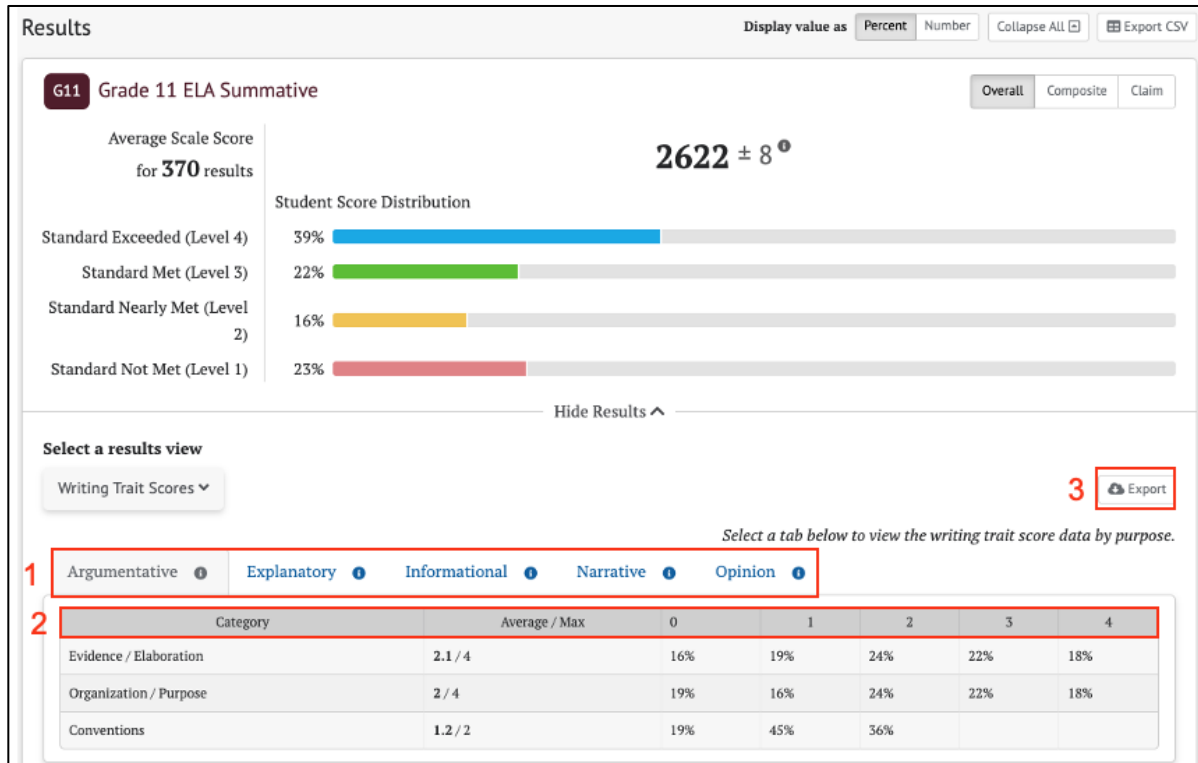 Results
Display value as Percent Number Collapse All Export CSV
G11 Grade 11 ELA Summative
Overall Composite Claim
Average Scale Score
for 370 results
2622 ± 8
Student Score Distribution
Standard Exceeded (Level 4) 39%
Standard Met (Level 3) 22%
Standard Nearly Met (Level
2) 16%
Standard Not Met (Level 1) 23%
Hide Results
Select a results view
Writing Trait Scores
3 Export
Select a tab below to view the writing trait score data by purpose.
1 Argumentative Explanatory Informational Narrative Opinion
2 Category Average / Max 0 1 2 3 4
Evidence / Elaboration 2.1 / 4 16% 19% 24% 22% 18%
Organization / Purpose 2 / 4 19% 16% 24% 22% 18%
Conventions 1.2 / 2 19% 45% 36%